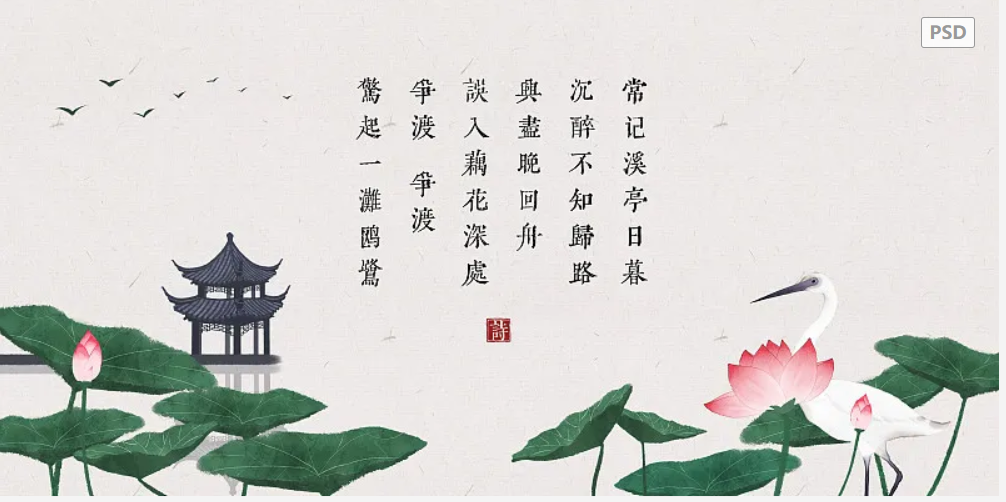 常记溪亭日暮
沉醉不知歸路
興盡晚回舟
誤入藕花深處
爭渡 爭渡
驚起一灘鸥鷺
詩
PSD